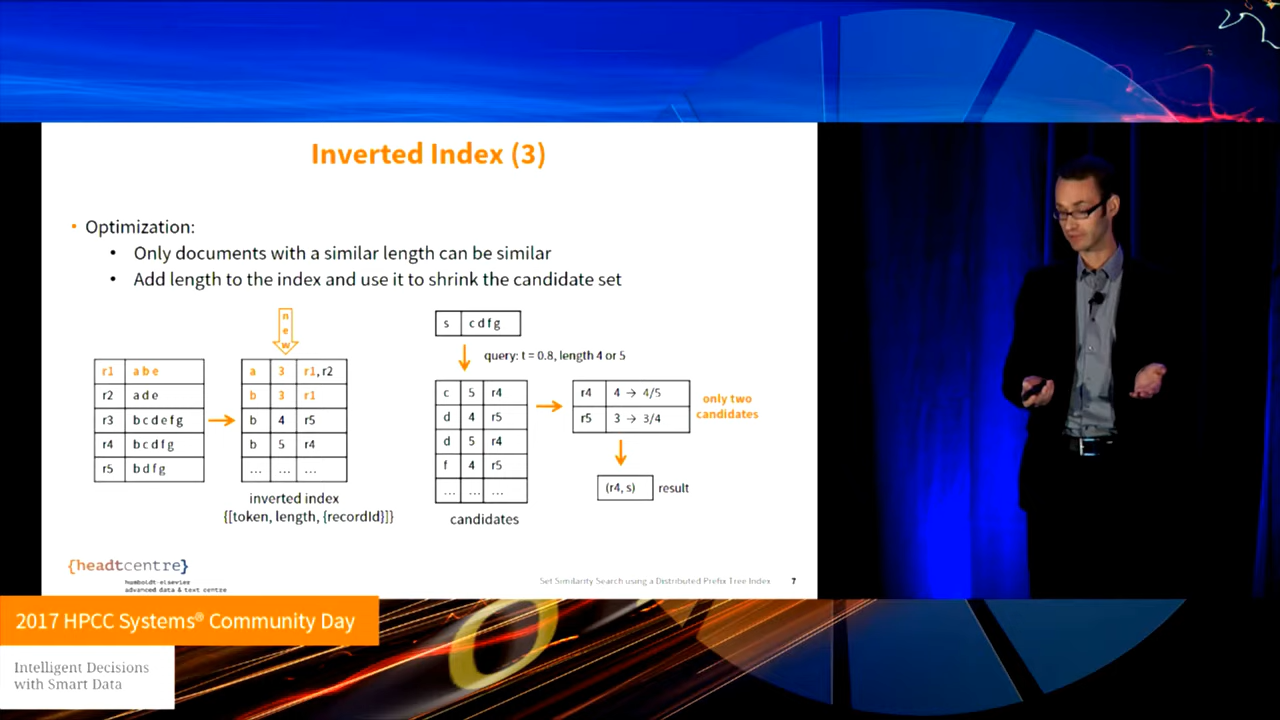 Inverted Index (3)
▪ Optimization:
• Only documents with a similar length can be similar
• Add length to the index and use it to shrink the candidate set
new
s c d f g
query: t = 0.8, length 4 or 5
r1 a b e
r2 a d e
r3 b c d e f g
r4 b c d f g
r5 b d f g
a 3 r1, r2
b 3 r1
b 4 r5
b 5 r4
... ... ...
inverted index
{[token, length, {recordId}]}
c 5 r4
d 4 r5
d 5 r4
f 4 r5
... ... ...
candidates
r4 4 → 4/5
r5 3 → 3/4
only two
candidates
(r4, s) result
{headtcentre}
humboldt-elsevier
advanced data & text centre
Set Similarity Search using a Distributed Prefix Tree Index 7
2017 HPCC Systems® Community Day
Intelligent Decisions
with Smart Data